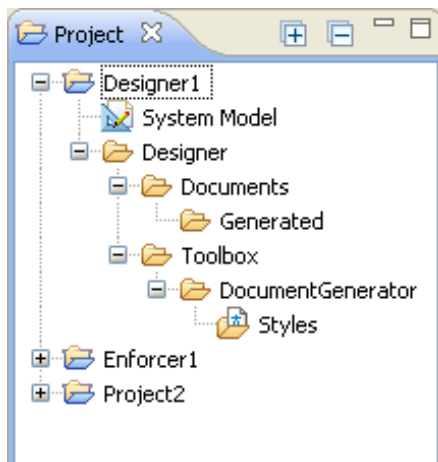 Project
Designer1
System Model
Designer
Documents
Generated
Toolbox
DocumentGenerator
Styles
Enforcer1
Project2